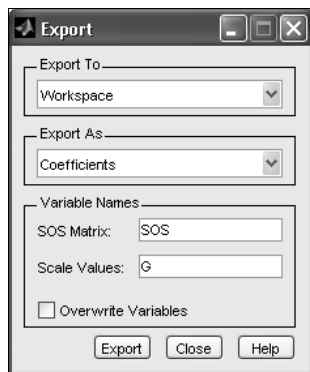 Export
Export To
Workspace
Export As
Coefficients
Variable Names
SOS Matrix: SOS
Scale Values: G
Overwrite Variables
Export Close Help